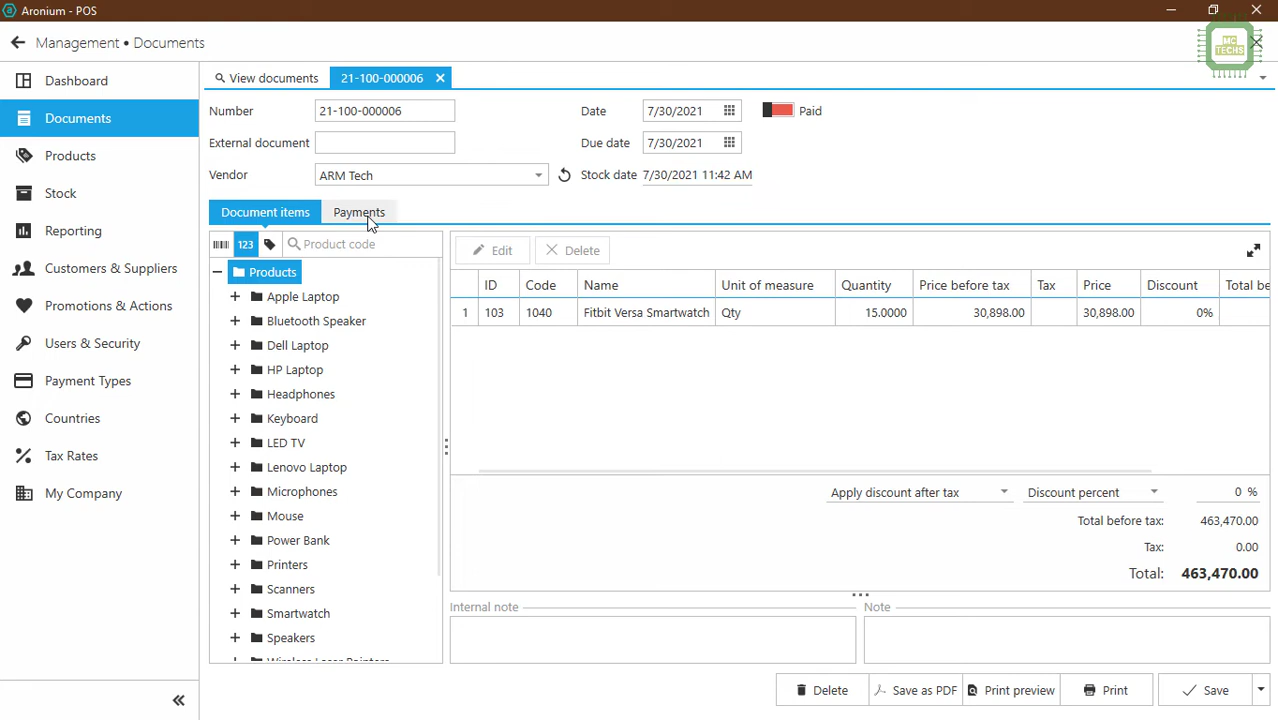 Aronium - POS
Management • Documents
MC
TECHS
Dashboard
Documents
Products
Stock
Reporting
Customers & Suppliers
Promotions & Actions
Users & Security
Payment Types
Countries
Tax Rates
My Company
View documents
21-100-000006
Number
21-100-000006
Date
7/30/2021
Paid
External document
Due date
7/30/2021
Vendor
ARM Tech
Stock date
7/30/2021 11:42 AM
Document items
Payments
123
Product code
Edit
Delete
Products
Apple Laptop
Bluetooth Speaker
Dell Laptop
HP Laptop
Headphones
Keyboard
LED TV
Lenovo Laptop
Microphones
Mouse
Power Bank
Printers
Scanners
Smartwatch
Speakers
Wireless Laser Pointers
ID Code Name Unit of measure Quantity Price before tax Tax Price Discount Total be
1 103 1040 Fitbit Versa Smartwatch Qty 15.0000 30,898.00 30,898.00 0%
Apply discount after tax
Discount percent
0 %
Total before tax: 463,470.00
Tax: 0.00
Total: 463,470.00
Internal note
Note
Delete
Save as PDF
Print preview
Print
Save